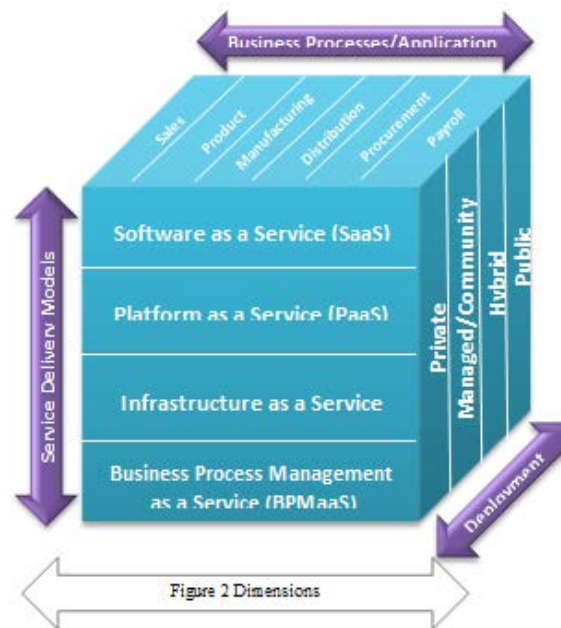 Business Processes/Application
Sales
Product
Manufacturing
Distribution
Procurement
Payroll
Service Delivery Models
Software as a Service (SaaS)
Platform as a Service (PaaS)
Infrastructure as a Service
Business Process Management
as a Service (BPMaaS)
Private
Managed/Community
Hybrid
Public
Deployment
Figure 2 Dimensions